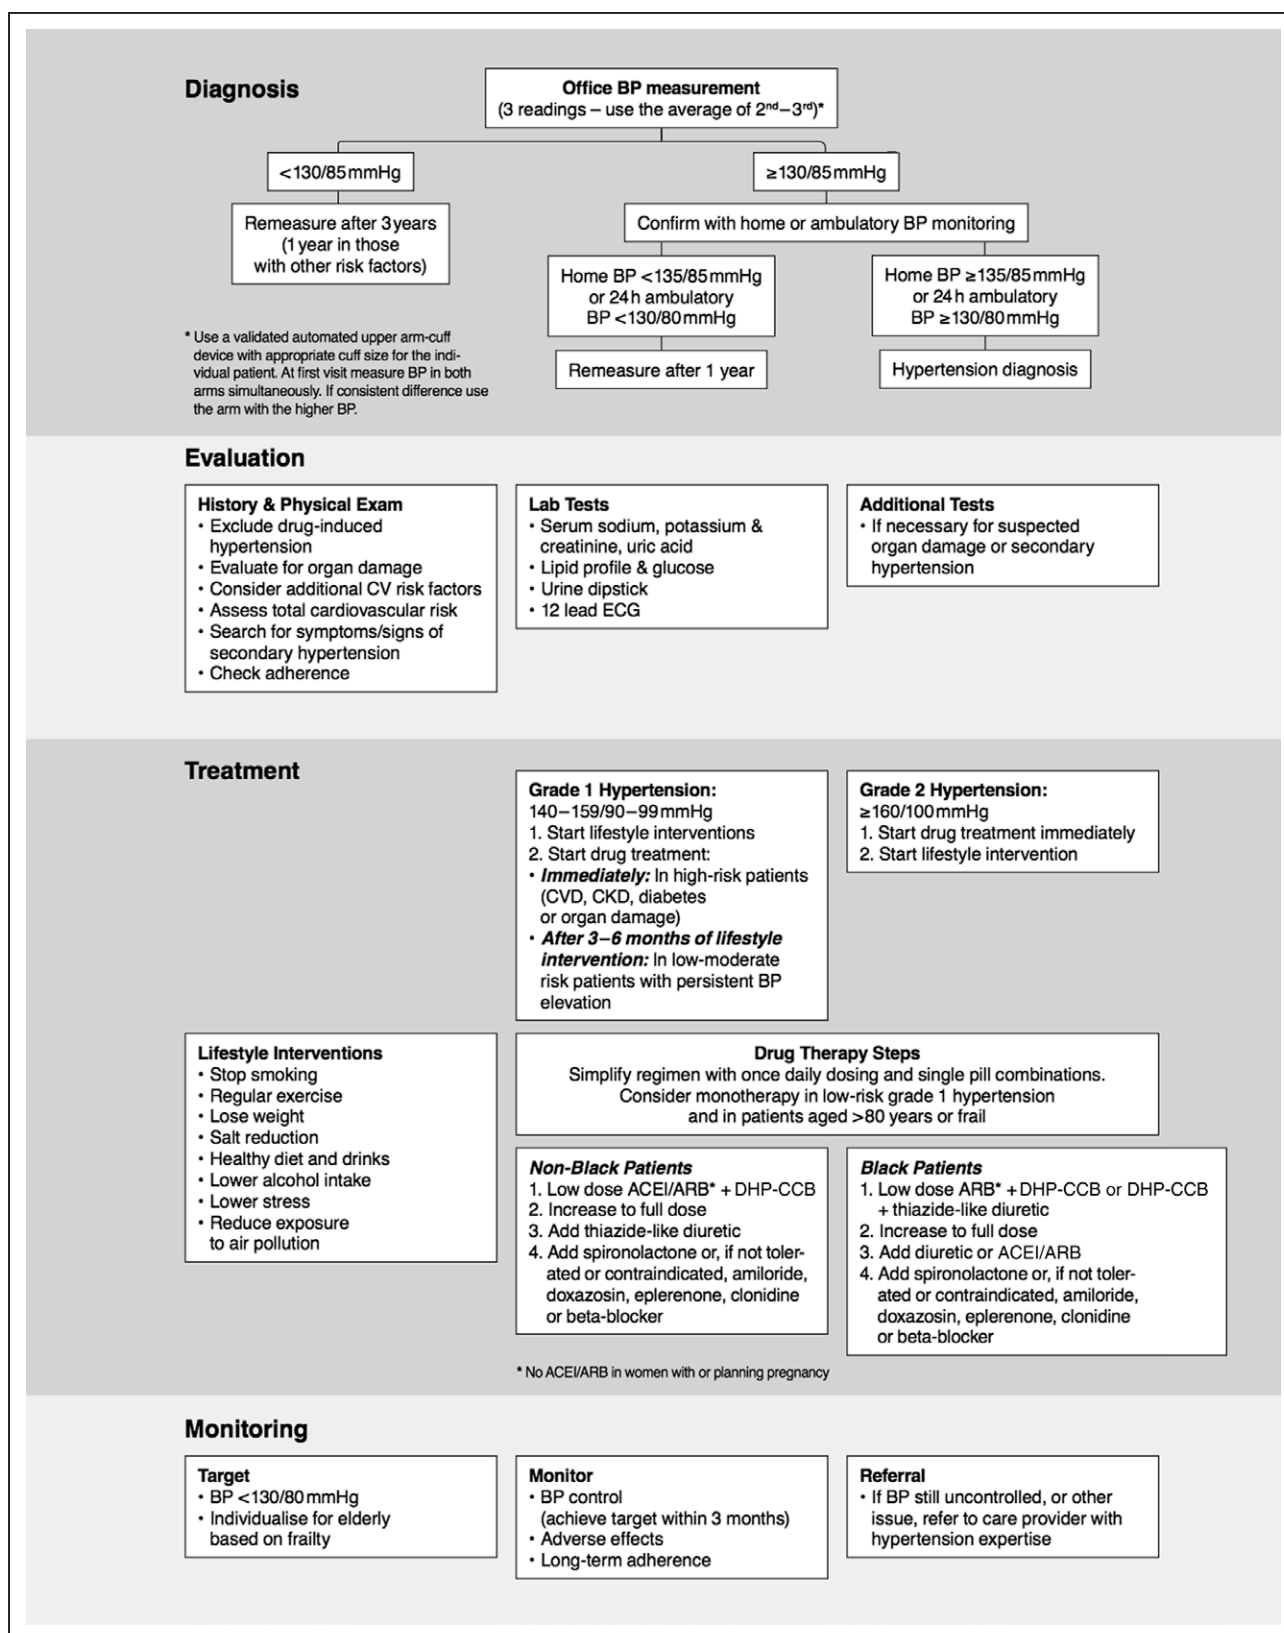 Diagnosis
Office BP measurement
(3 readings – use the average of 2nd–3rd)*
<130/85 mmHg
≥130/85 mmHg
Remeasure after 3 years
(1 year in those
with other risk factors)
Confirm with home or ambulatory BP monitoring
Home BP <135/85 mmHg
or 24 h ambulatory
BP <130/80 mmHg
Home BP ≥135/85 mmHg
or 24 h ambulatory
BP ≥130/80 mmHg
Remeasure after 1 year
Hypertension diagnosis
* Use a validated automated upper arm-cuff
device with appropriate cuff size for the indi-
vidual patient. At first visit measure BP in both
arms simultaneously. If consistent difference use
the arm with the higher BP.
Evaluation
History & Physical Exam
• Exclude drug-induced
hypertension
• Evaluate for organ damage
• Consider additional CV risk factors
• Assess total cardiovascular risk
• Search for symptoms/signs of
secondary hypertension
• Check adherence
Lab Tests
• Serum sodium, potassium &
creatinine, uric acid
• Lipid profile & glucose
• Urine dipstick
• 12 lead ECG
Additional Tests
• If necessary for suspected
organ damage or secondary
hypertension
Treatment
Grade 1 Hypertension:
140–159/90–99 mmHg
1. Start lifestyle interventions
2. Start drug treatment:
• Immediately: In high-risk patients
(CVD, CKD, diabetes
or organ damage)
• After 3–6 months of lifestyle
intervention: In low-moderate
risk patients with persistent BP
elevation
Grade 2 Hypertension:
≥160/100 mmHg
1. Start drug treatment immediately
2. Start lifestyle intervention
Lifestyle Interventions
• Stop smoking
• Regular exercise
• Lose weight
• Salt reduction
• Healthy diet and drinks
• Lower alcohol intake
• Lower stress
• Reduce exposure
to air pollution
Drug Therapy Steps
Simplify regimen with once daily dosing and single pill combinations.
Consider monotherapy in low-risk grade 1 hypertension
and in patients aged >80 years or frail
Non-Black Patients
1. Low dose ACEI/ARB* + DHP-CCB
2. Increase to full dose
3. Add thiazide-like diuretic
4. Add spironolactone or, if not toler-
ated or contraindicated, amiloride,
doxazosin, eplerenone, clonidine
or beta-blocker
Black Patients
1. Low dose ARB* + DHP-CCB or DHP-CCB
+ thiazide-like diuretic
2. Increase to full dose
3. Add diuretic or ACEI/ARB
4. Add spironolactone or, if not toler-
ated or contraindicated, amiloride,
doxazosin, eplerenone, clonidine
or beta-blocker
* No ACEI/ARB in women with or planning pregnancy
Monitoring
Target
• BP <130/80 mmHg
• Individualise for elderly
based on frailty
Monitor
• BP control
(achieve target within 3 months)
• Adverse effects
• Long-term adherence
Referral
• If BP still uncontrolled, or other
issue, refer to care provider with
hypertension expertise